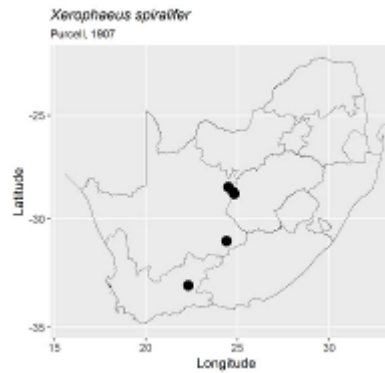 Xerophaeus spiralifer
Purcell, 1907
-25
-30
-35
Latitude
15 20 25 30
Longitude